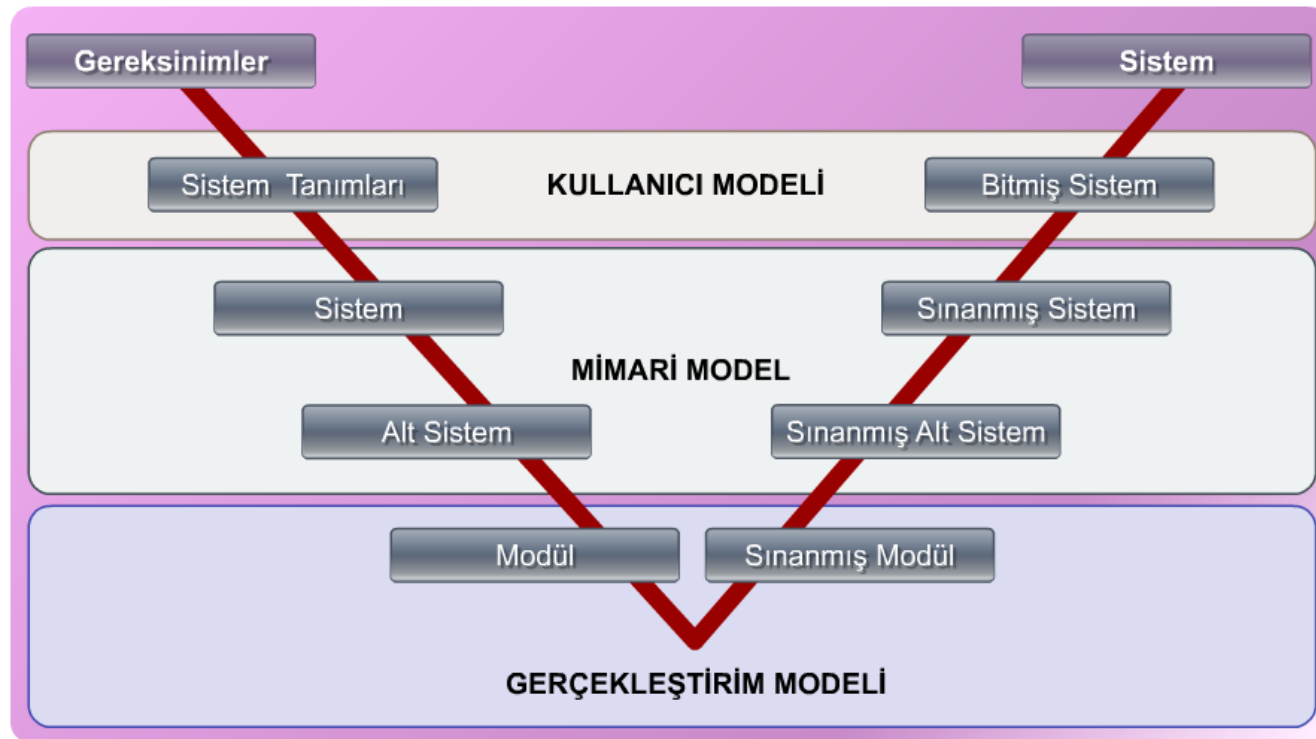 Gereksinimler
Sistem
Sistem Tanımları
KULLANICI MODELİ
Bitmiş Sistem
Sistem
Sınanmış Sistem
MİMARİ MODEL
Alt Sistem
Sınanmış Alt Sistem
Modül
Sınanmış Modül
GERÇEKLEŞTİRİM MODELİ